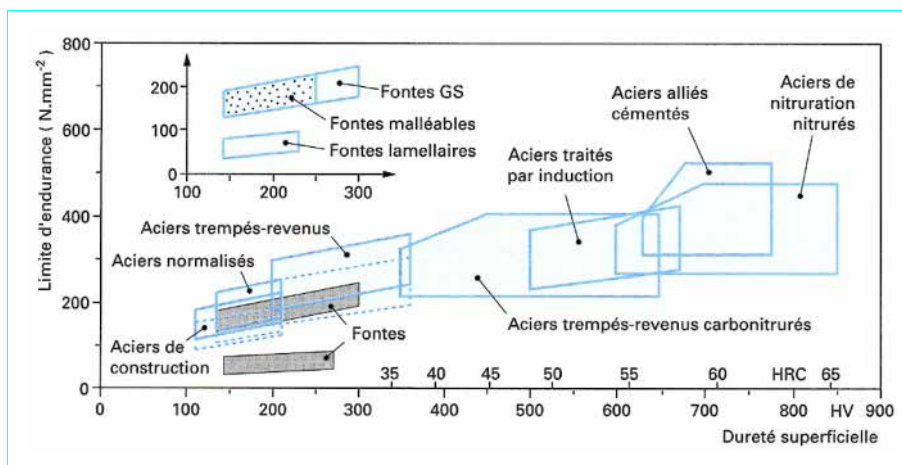 Limite d'endurance ( N.mm⁻²)
800
600
400
200
0
200
100
0
100
200
300
Fontes GS
Fontes malléables
Fontes lamellaires
Aciers trempés-revenus
Aciers normalisés
Aciers de
construction
Fontes
Aciers traités
par induction
Aciers alliés
cémentés
Aciers de
nitruration
nitrurés
Aciers trempés-revenus carbonitrurés
35 40 45 50 55 60 HRC 65
0 100 200 300 400 500 600 700 800 HV 900
Dureté superficielle